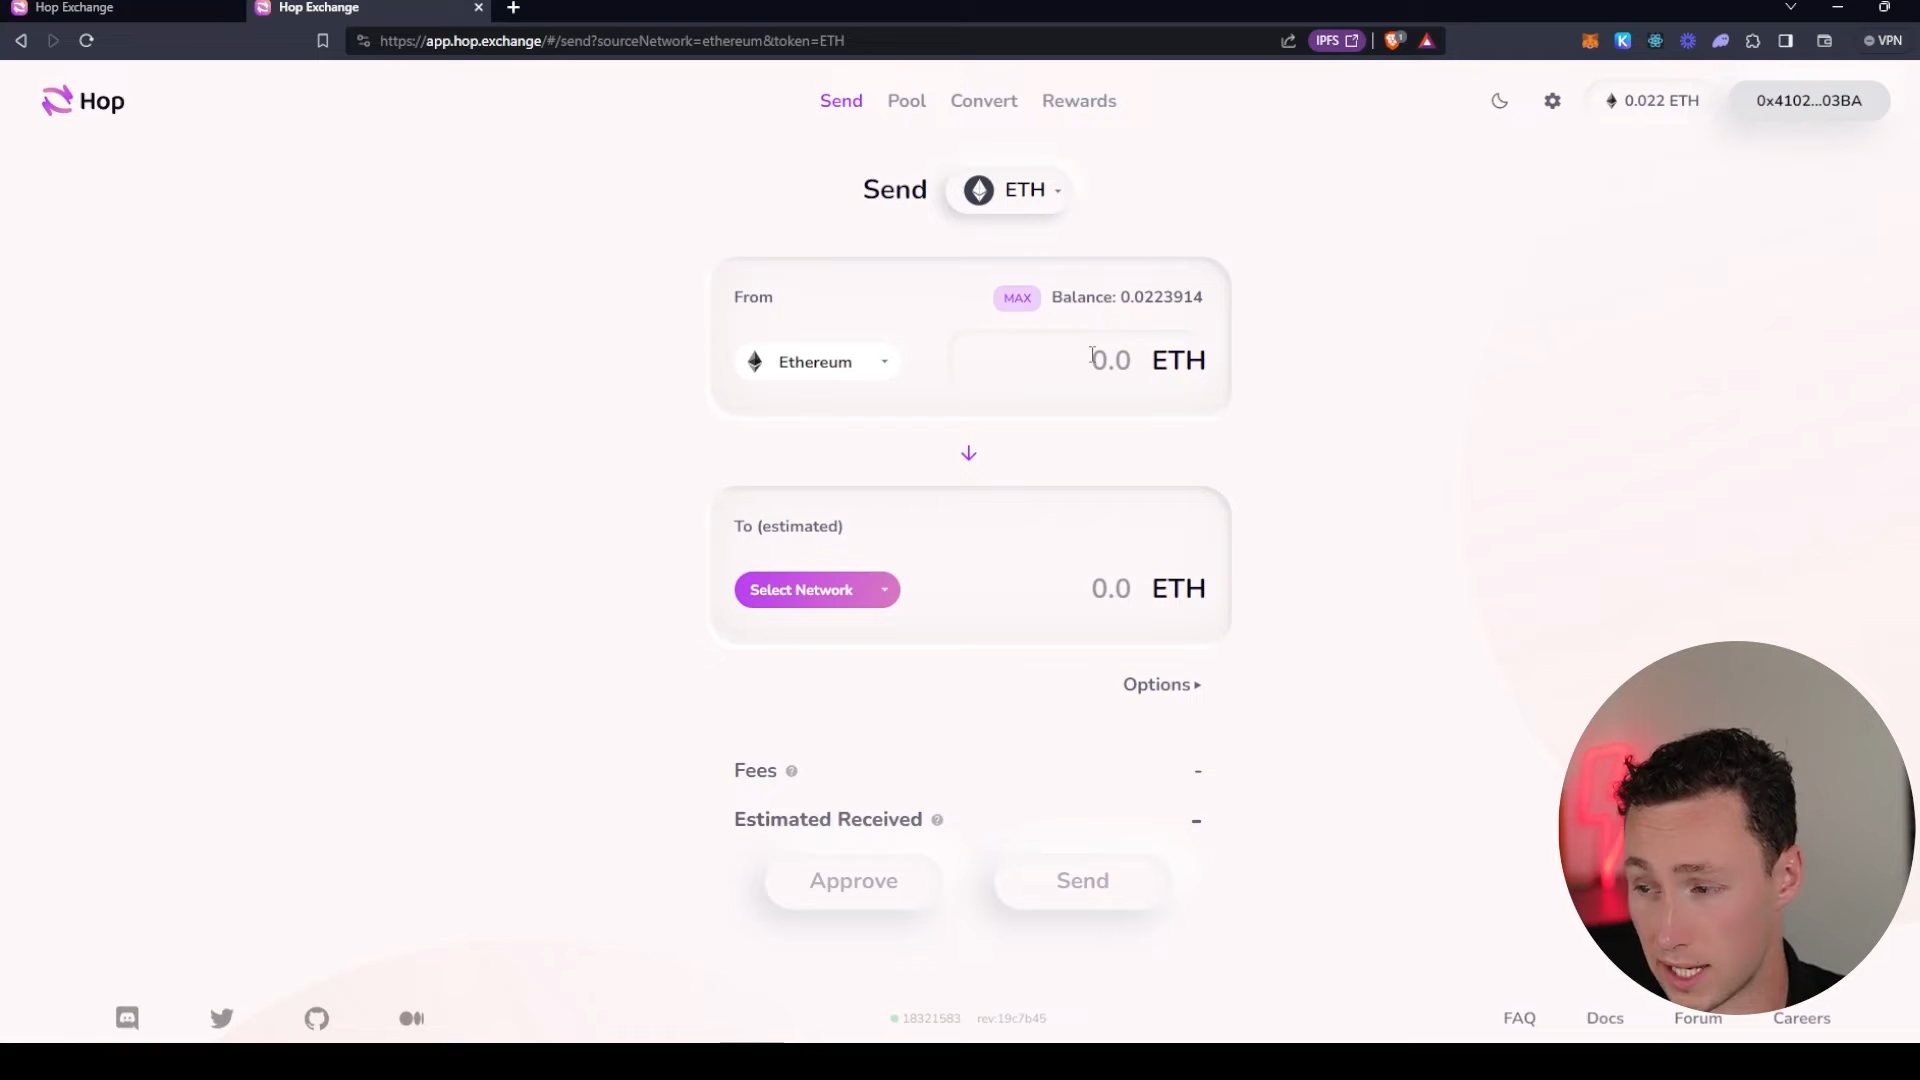 Hop Exchange
Hop Exchange
https://app.hop.exchange/#/send?sourceNetwork=ethereum&token=ETH
IPFS
1
VPN
Hop
Send
Pool
Convert
Rewards
0.022 ETH
0x4102...03BA
Send
ETH
From
MAX
Balance: 0.0223914
Ethereum
0.0
ETH
To (estimated)
Select Network
0.0
ETH
Options
Fees
-
Estimated Received
-
Approve
Send
18321583
rev:19c7b45
FAQ
Docs
Forum
Careers